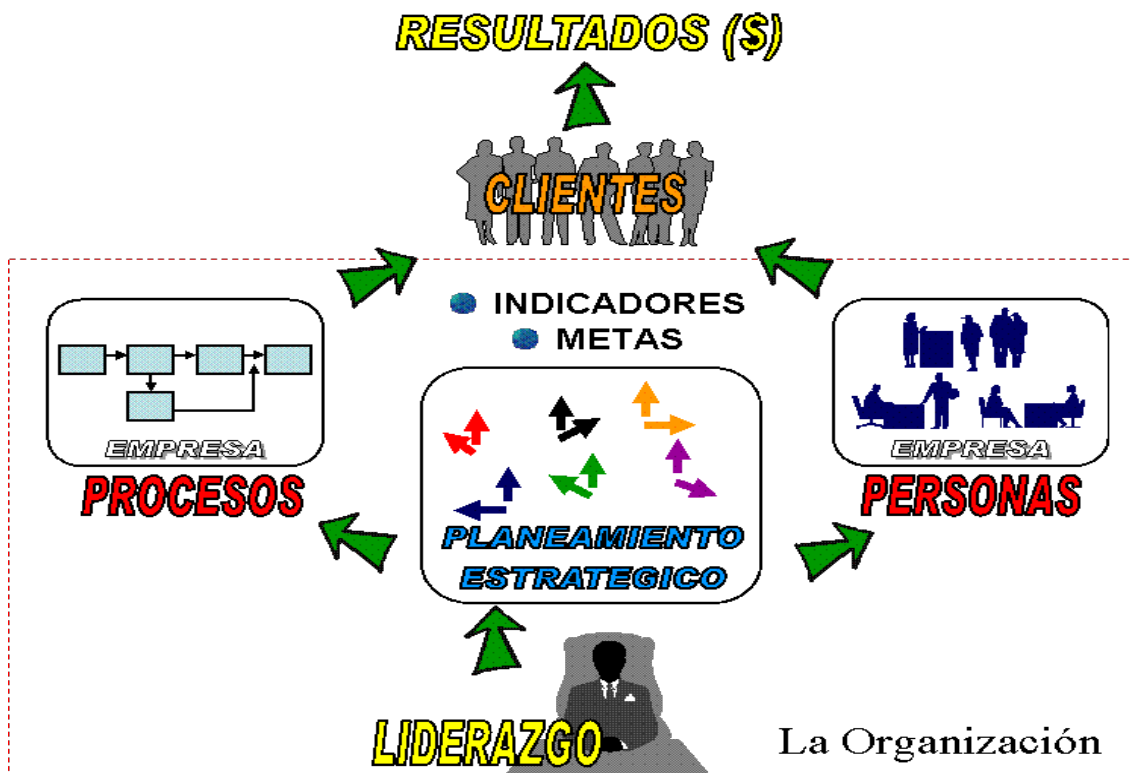 RESULTADOS ($)
CLIENTES
INDICADORES
METAS
EMPRESA
PROCESOS
EMPRESA
PERSONAS
PLANEAMIENTO
ESTRATEGICO
LIDERAZGO
La Organización